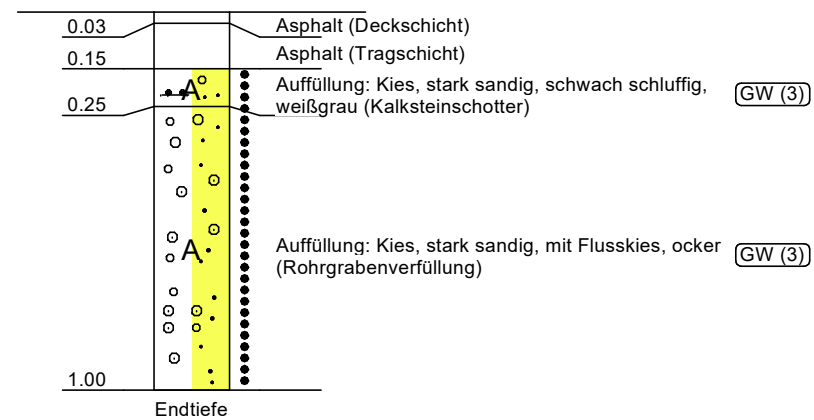 0.03 Asphalt (Deckschicht)
0.15 Asphalt (Tragschicht)
A Auffüllung: Kies, stark sandig, schwach schluffig, GW (3)
0.25 weißgrau (Kalksteinschotter)
A Auffüllung: Kies, stark sandig, mit Flusskies, ocker GW (3)
(Rohrgrabenverfüllung)
1.00
Endtiefe